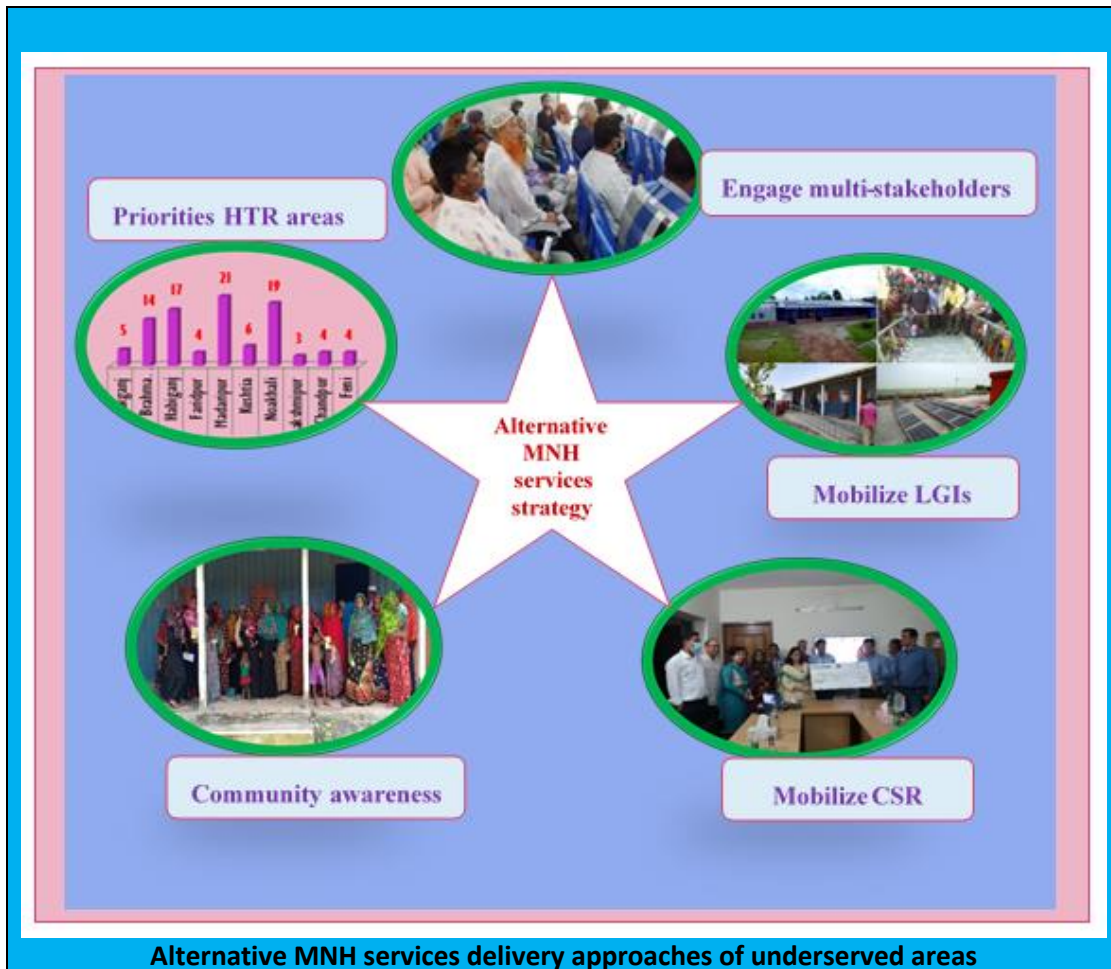 Engage multi-stakeholders
Priorities HTR areas
5
14
17
4
21
6
19
3
4
4
Brahma.
Habiganj
Faridpur
Madaripur
Kushtia
Noakhali
Chandpur
Feni
Alternative
MNH
services
strategy
Mobilize LGIs
Community awareness
Mobilize CSR
Alternative MNH services delivery approaches of underserved areas